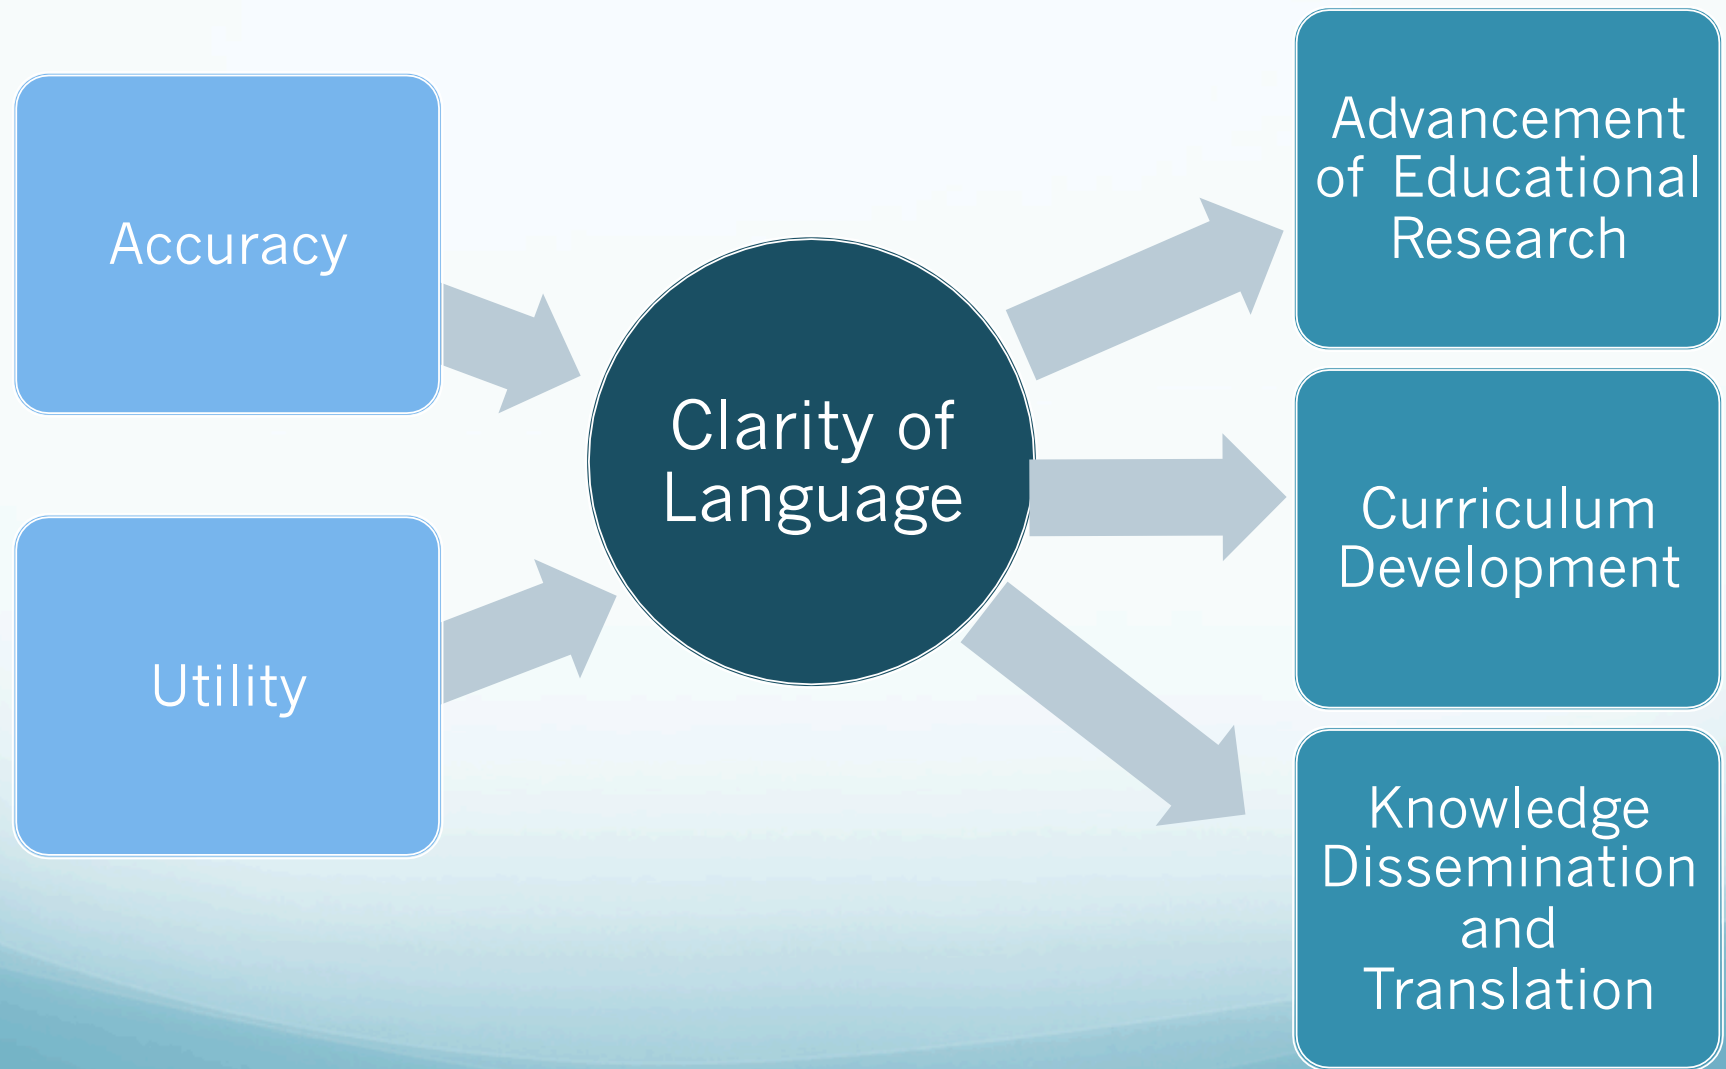 Accuracy
Utility
Clarity of
Language
Advancement
of Educational
Research
Curriculum
Development
Knowledge
Dissemination
and
Translation